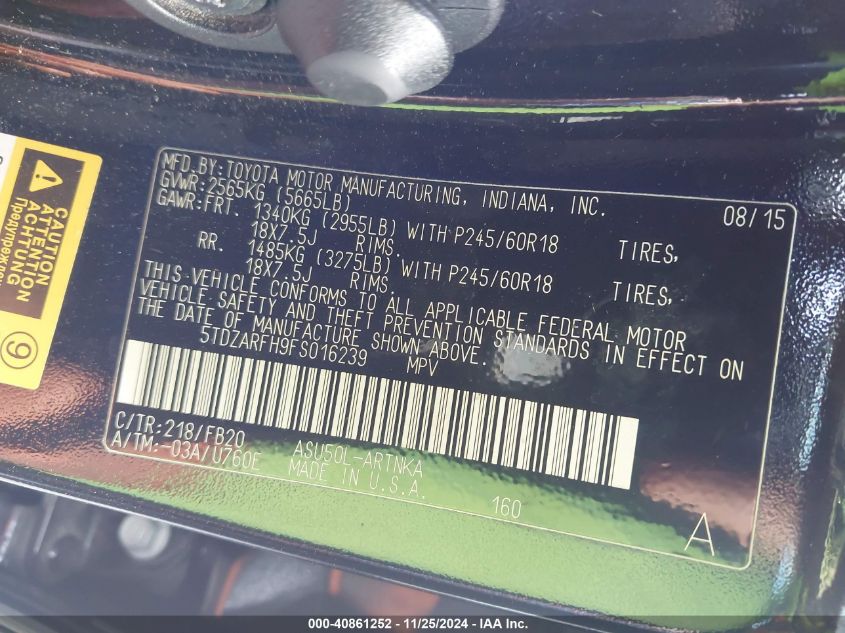 MFD.BY:TOYOTA MOTOR MANUFACTURING, INDIANA, INC. 08/15
GVWR:2565KG (5665LB)
GAWR:FRT. 1340KG (2955LB) WITH P245/60R18 TIRES,
18X7.5J RIMS.
RR. 1485KG (3275LB) WITH P245/60R18 TIRES,
18X7.5J RIMS.
THIS VEHICLE CONFORMS TO ALL APPLICABLE FEDERAL MOTOR
VEHICLE SAFETY AND THEFT PREVENTION STANDARDS IN EFFECT ON
THE DATE OF MANUFACTURE SHOWN ABOVE.
5TDZARFH9FS016239 MPV
C/TR:218/FB20
A/TM:-03A/U760E ASU50L-ARTNKA
MADE IN U.S.A.
160
A
CAUTION
ATTENTION
ACHTUNG
9
000-40861252 - 11/25/2024 - IAA Inc.